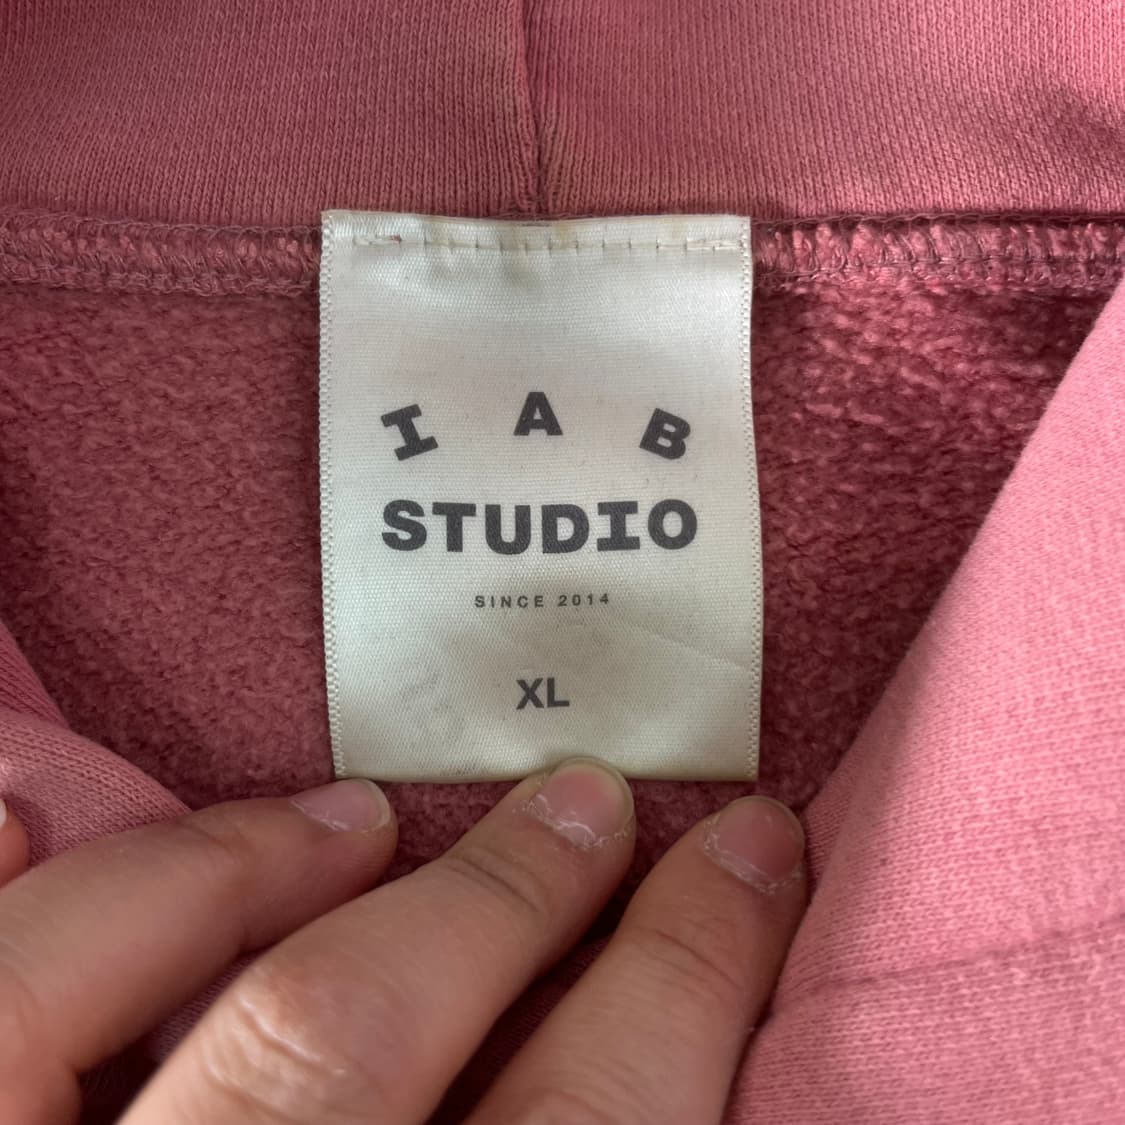 I A B
STUDIO
SINCE 2014
XL